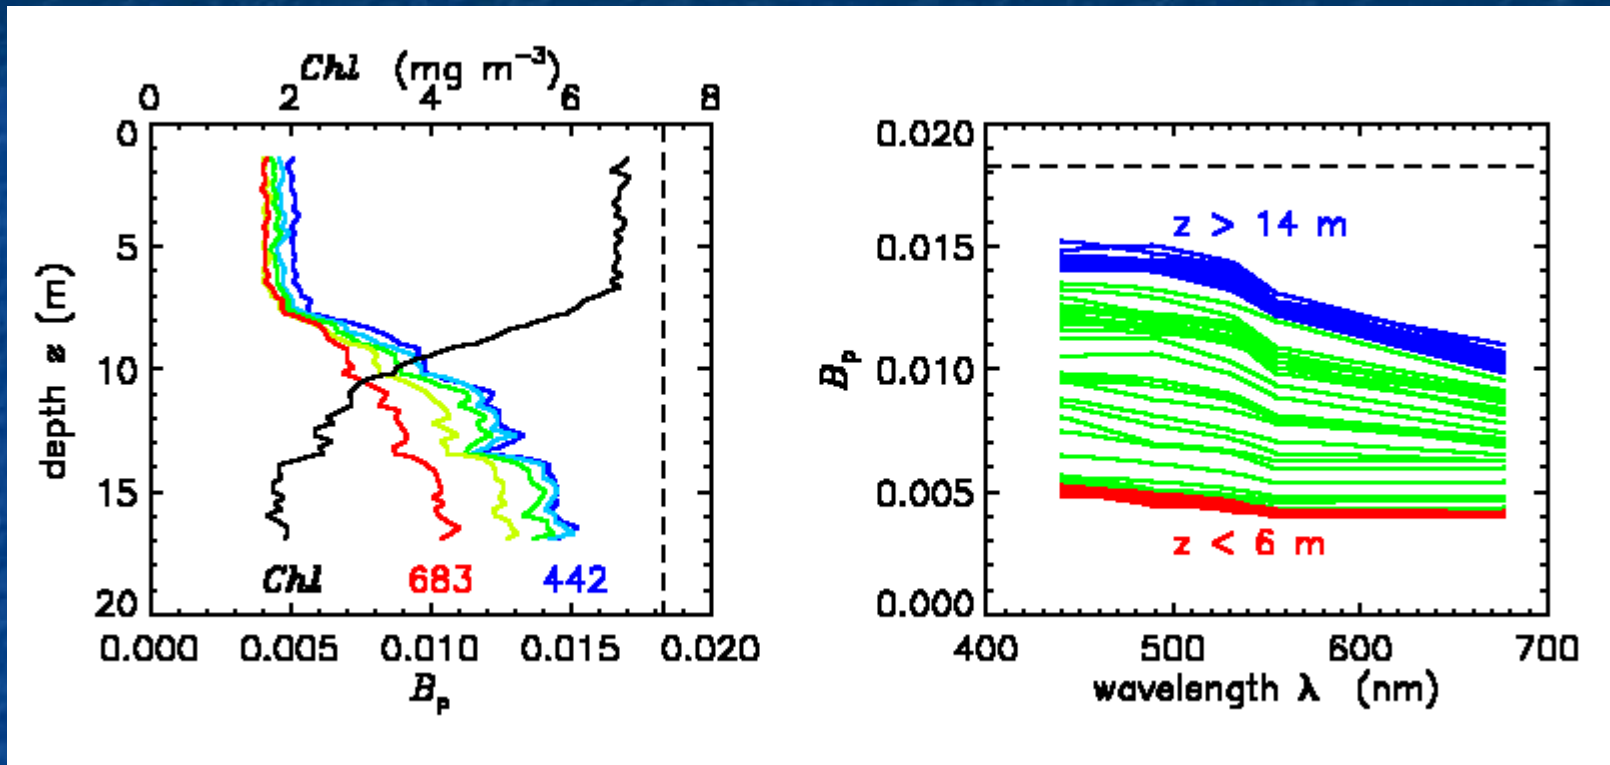 Chl (mg m⁻³)
0 2 4 6 8
0
5
10
15
20
depth z (m)
Chl 683 442
0.000 0.005 0.010 0.015 0.020
Bₚ
0.020
0.015
0.010
0.005
0.000
Bₚ
z > 14 m
z < 6 m
400 500 600 700
wavelength λ (nm)